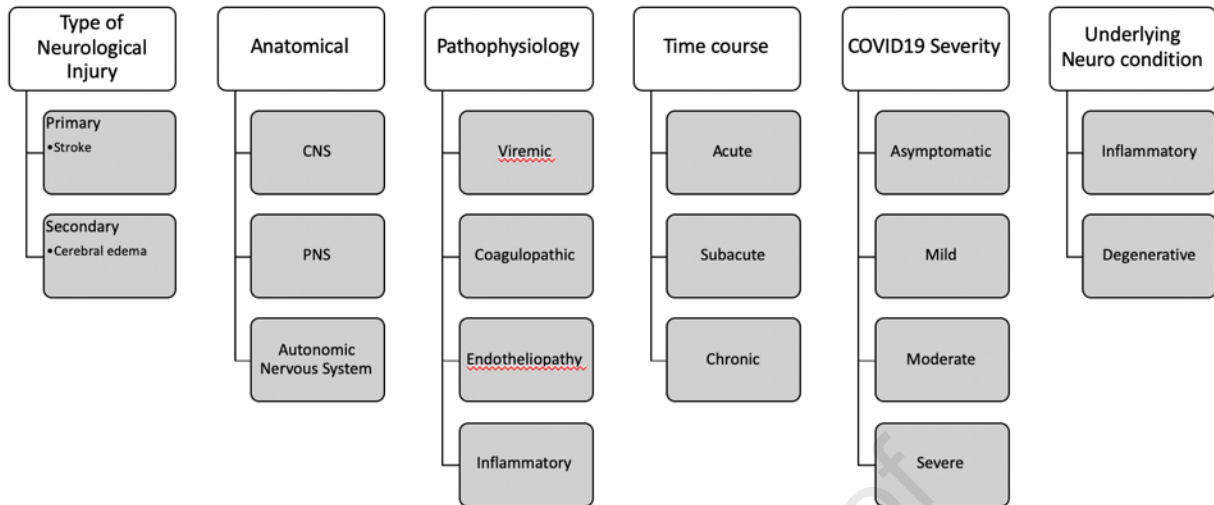 Type of
Neurological
Injury
Primary
•Stroke
Secondary
•Cerebral edema
Anatomical
CNS
PNS
Autonomic
Nervous System
Pathophysiology
Viremic
Coagulopathic
Endotheliopathy
Inflammatory
Time course
Acute
Subacute
Chronic
COVID19 Severity
Asymptomatic
Mild
Moderate
Severe
Underlying
Neuro condition
Inflammatory
Degenerative